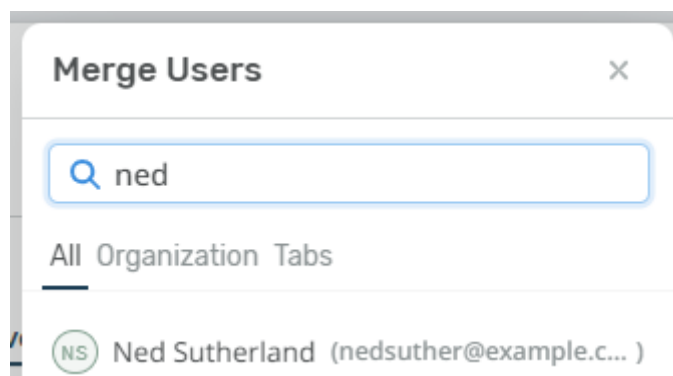 Merge Users ×
ned
All Organization Tabs
NS Ned Sutherland (nedsuther@example.c... )